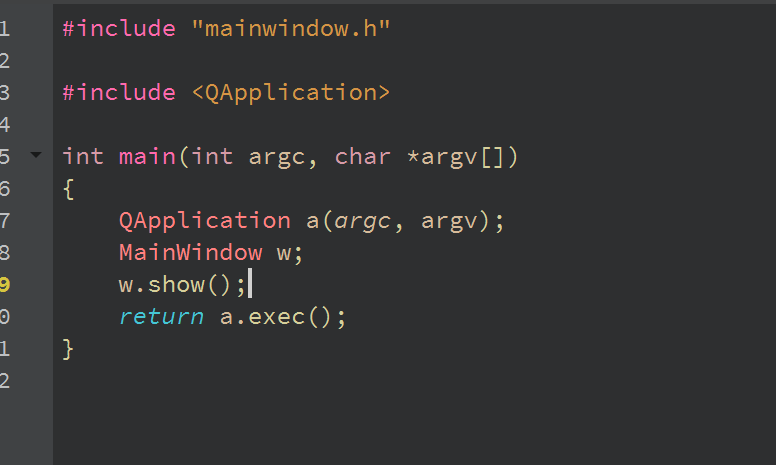 1 #include "mainwindow.h"
2
3 #include <QApplication>
4
5 int main(int argc, char *argv[])
6 {
7     QApplication a(argc, argv);
8     MainWindow w;
9     w.show();
0     return a.exec();
1 }
2